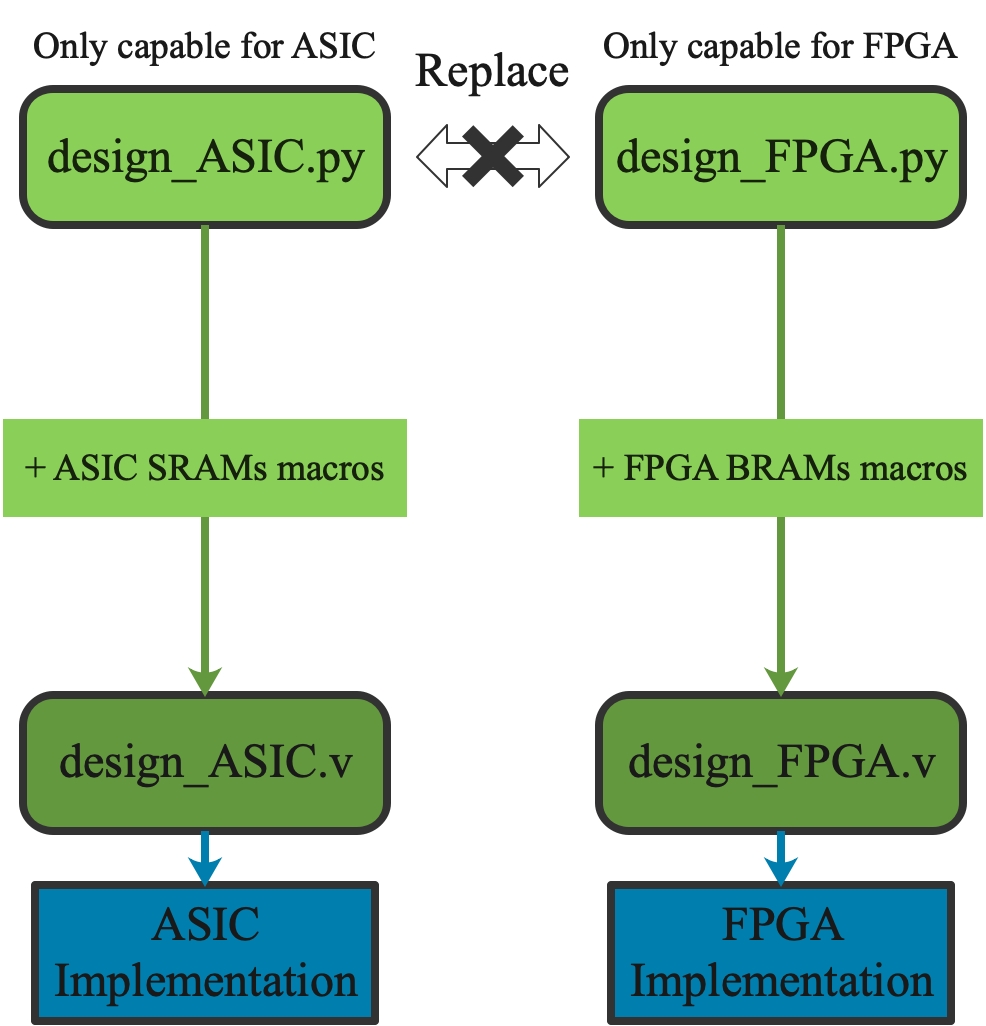 Only capable for ASIC
Replace
Only capable for FPGA
design_ASIC.py
design_FPGA.py
+ ASIC SRAMs macros
+ FPGA BRAMs macros
design_ASIC.v
design_FPGA.v
ASIC
Implementation
FPGA
Implementation